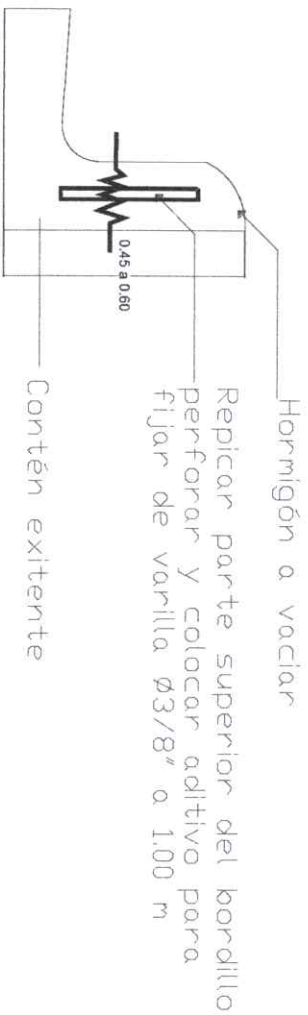 Hormigón a vaciar
Repicar parte superior del bordillo
perforar y colocar aditivo para
fijar de varilla Ø3/8" a 1.00 m
0.45 a 0.60
Contén exitente